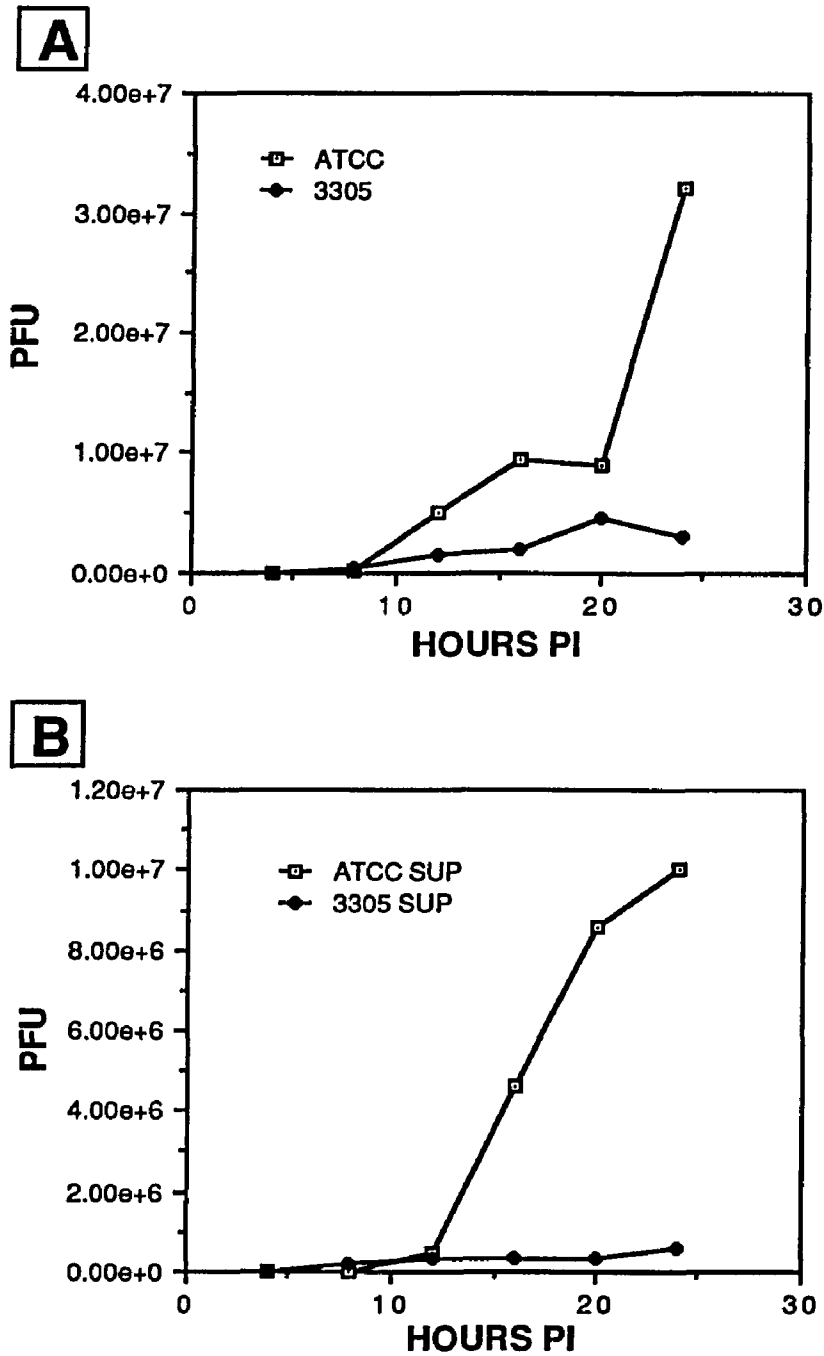 A
4.00e+7
3.00e+7
2.00e+7
1.00e+7
0.00e+0
PFU
ATCC
3305
0 10 20 30
HOURS PI
B
1.20e+7
1.00e+7
8.00e+6
6.00e+6
4.00e+6
2.00e+6
0.00e+0
PFU
ATCC SUP
3305 SUP
0 10 20 30
HOURS PI